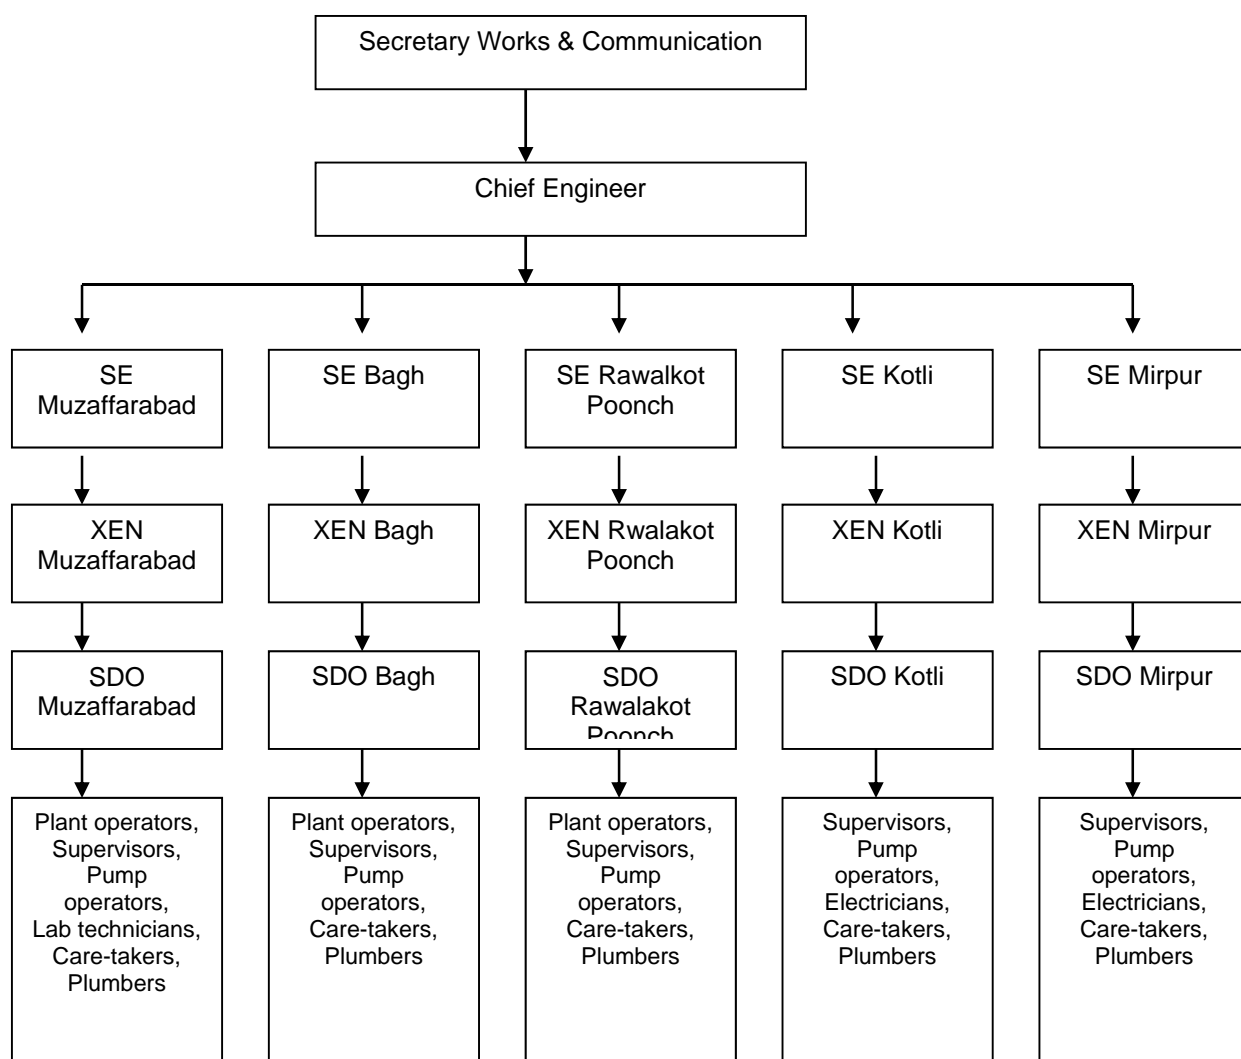 Secretary Works & Communication
Chief Engineer
SE
Muzaffarabad
SE Bagh
SE Rawalkot
Poonch
SE Kotli
SE Mirpur
XEN
Muzaffarabad
XEN Bagh
XEN Rwalakot
Poonch
XEN Kotli
XEN Mirpur
SDO
Muzaffarabad
SDO Bagh
SDO
Rawalakot
Poonch
SDO Kotli
SDO Mirpur
Plant operators,
Supervisors,
Pump
operators,
Lab technicians,
Care-takers,
Plumbers
Plant operators,
Supervisors,
Pump
operators,
Care-takers,
Plumbers
Plant operators,
Supervisors,
Pump
operators,
Care-takers,
Plumbers
Supervisors,
Pump
operators,
Electricians,
Care-takers,
Plumbers
Supervisors,
Pump
operators,
Electricians,
Care-takers,
Plumbers